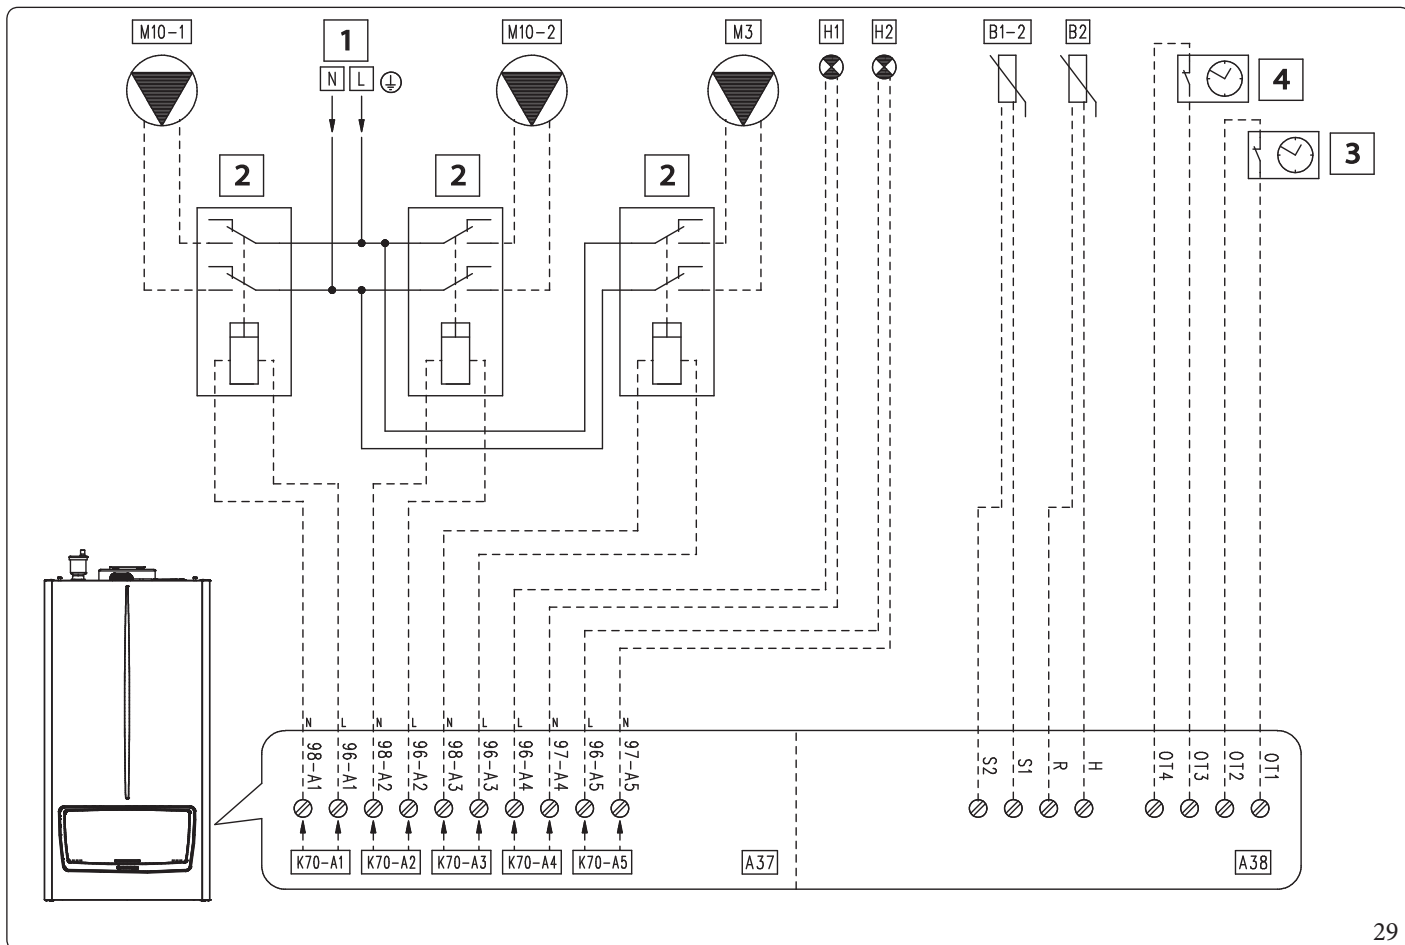 M10-1
1
M10-2
M3
H1
H2
B1-2
B2
N
L
4
3
2
2
2
N
L
N
L
N
L
L
N
L
N
98-A1
96-A1
98-A2
96-A2
98-A3
96-A3
96-A4
97-A4
96-A5
97-A5
S2
S1
R
H
OT4
OT3
OT2
OT1
K70-A1
K70-A2
K70-A3
K70-A4
K70-A5
A37
A38
29